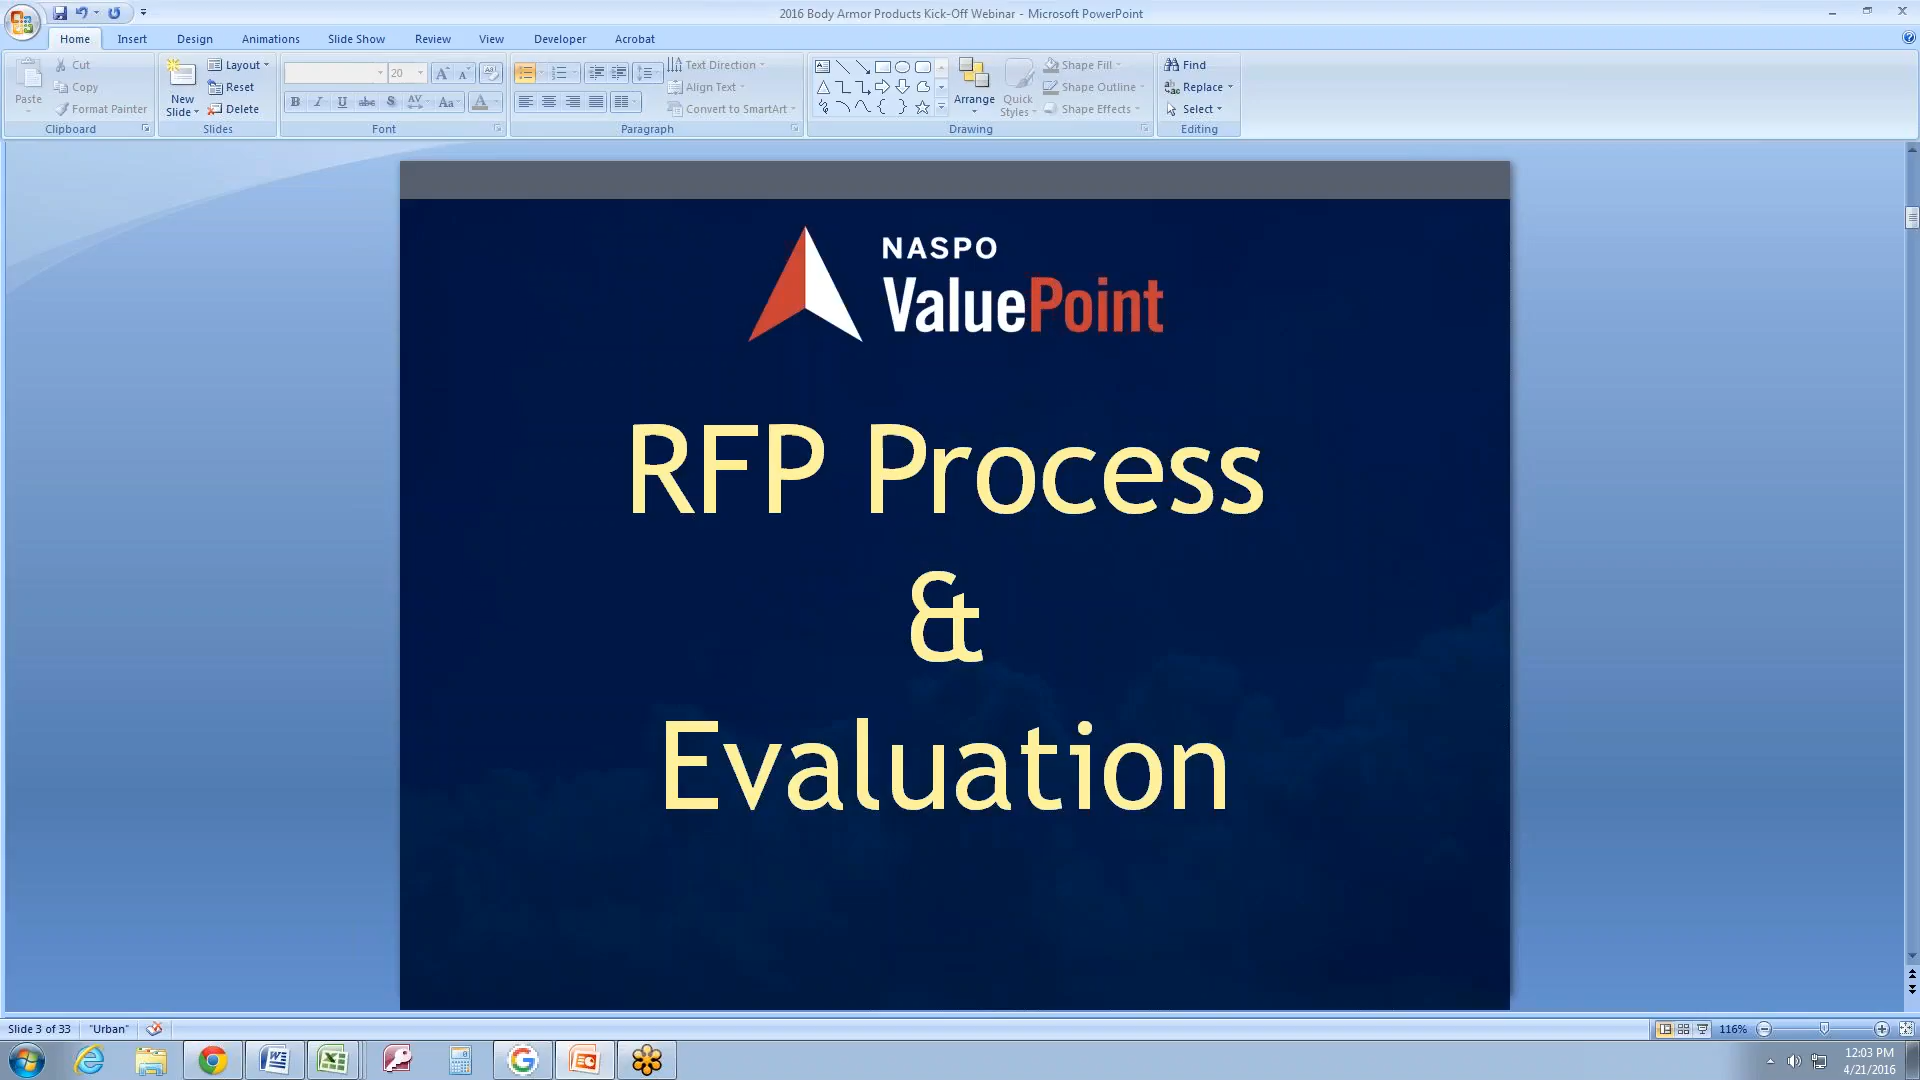 2016 Body Armor Products Kick-Off Webinar - Microsoft PowerPoint
Home Insert Design Animations Slide Show Review View Developer Acrobat
Paste
Cut
Copy
Format Painter
Clipboard
New
Slide
Layout
Reset
Delete
Slides
20
Font
Text Direction
Align Text
Convert to SmartArt
Paragraph
Arrange
Quick
Styles
Shape Fill
Shape Outline
Shape Effects
Drawing
Find
Replace
Select
Editing
NASPO
ValuePoint
RFP Process
&
Evaluation
Slide 3 of 33 "Urban" 116%
12:03 PM
4/21/2016